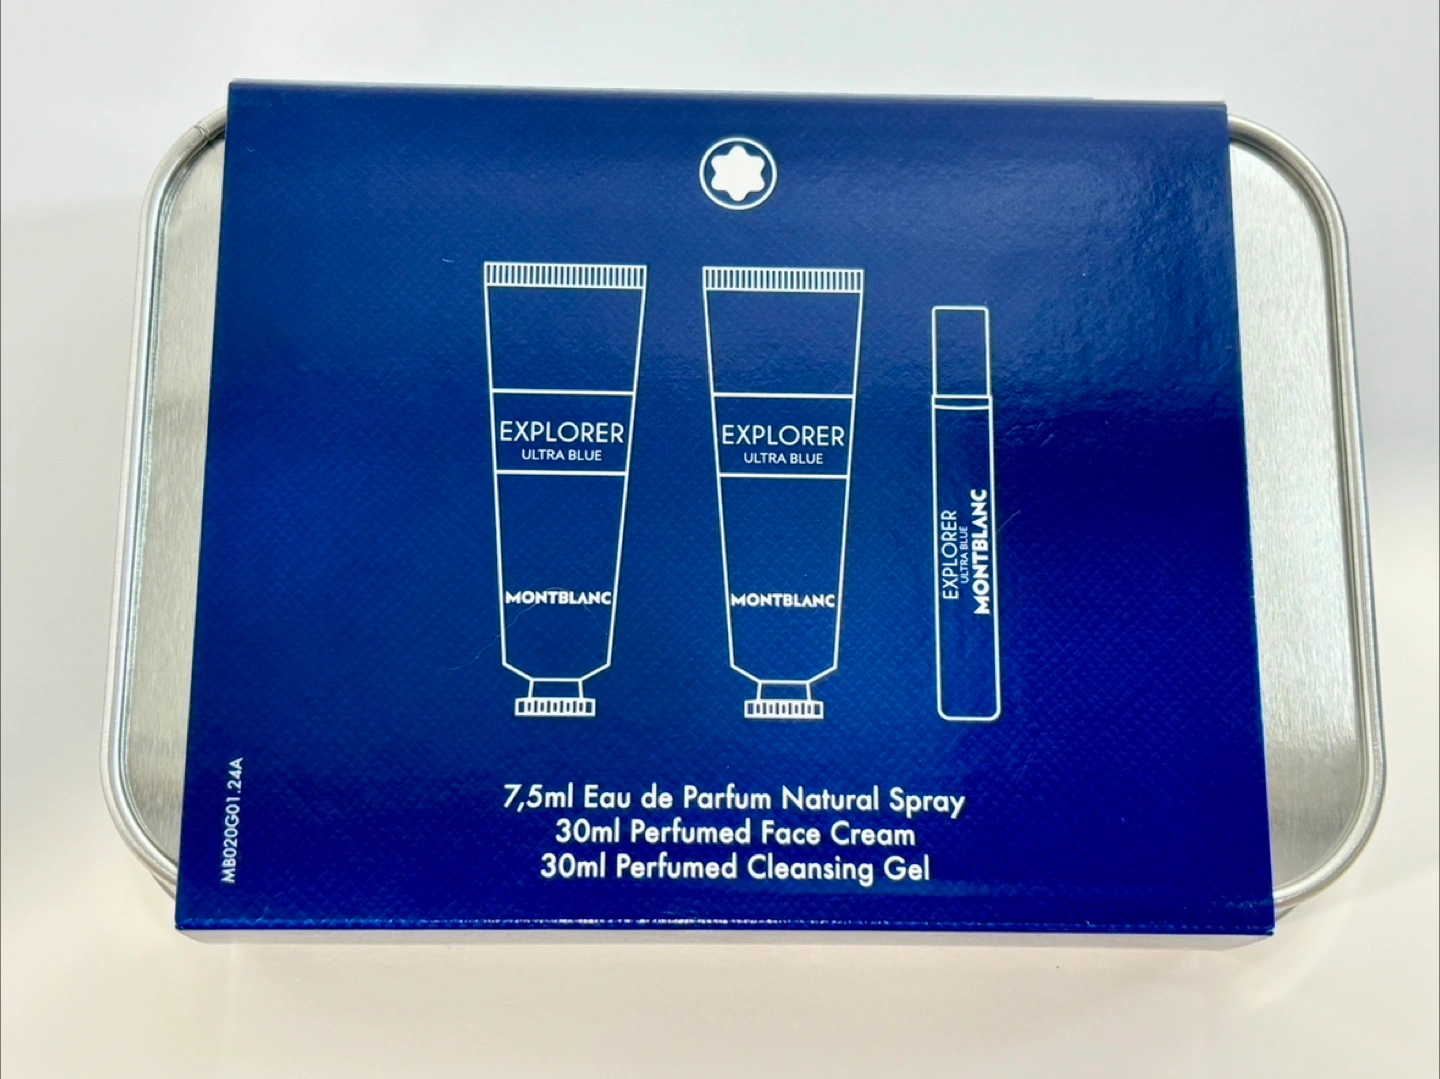 EXPLORER
ULTRA BLUE
MONTBLANC
EXPLORER
ULTRA BLUE
MONTBLANC
EXPLORER
ULTRA BLUE
MONTBLANC
7,5ml Eau de Parfum Natural Spray
30ml Perfumed Face Cream
30ml Perfumed Cleansing Gel
MB020G01.24A